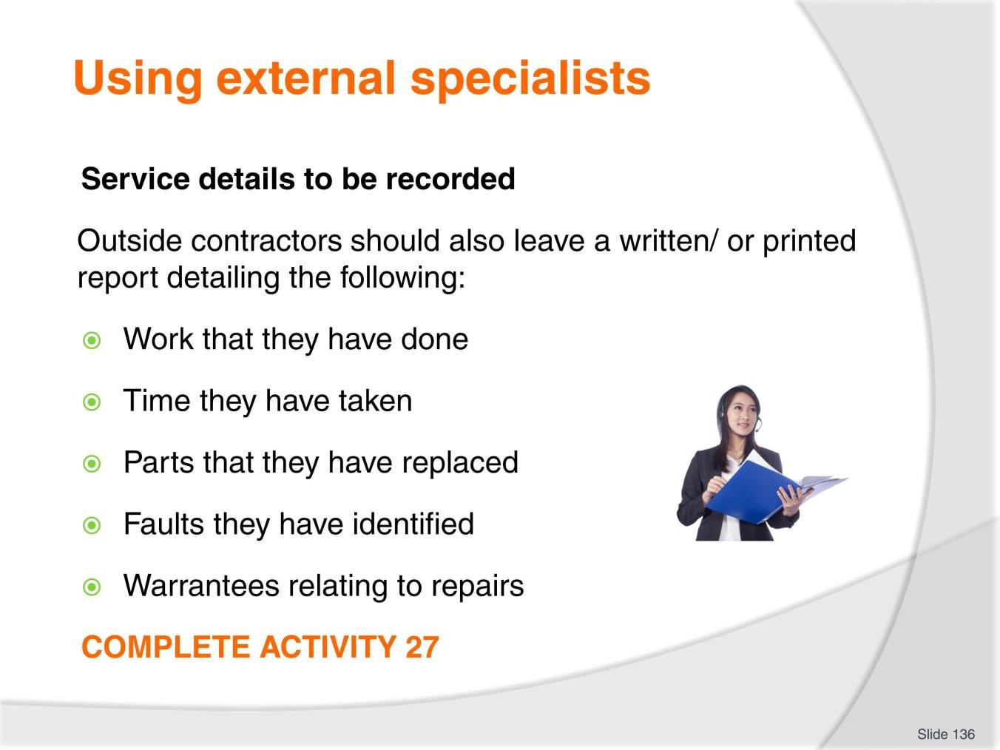 Using external specialists
Service details to be recorded
Outside contractors should also leave a written/ or printed
report detailing the following:
Work that they have done
Time they have taken
Parts that they have replaced
Faults they have identified
Warrantees relating to repairs
COMPLETE ACTIVITY 27
Slide 136